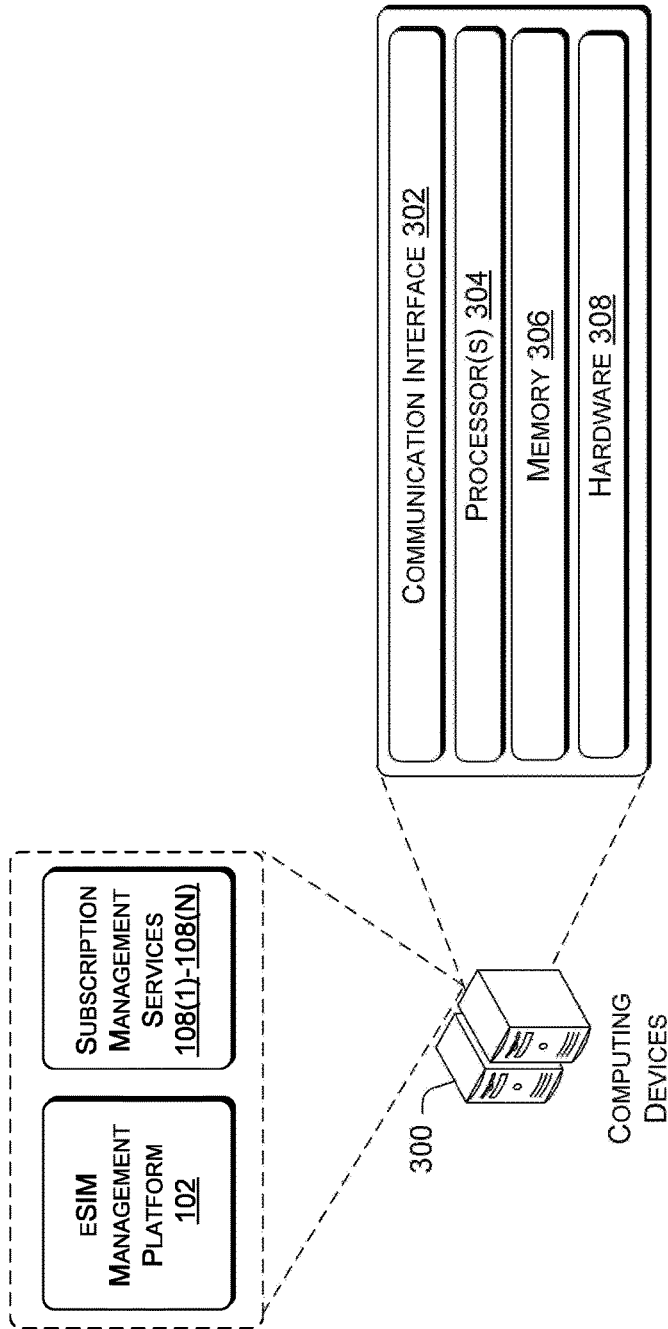 ESIM
MANAGEMENT
PLATFORM
102
SUBSCRIPTION
MANAGEMENT
SERVICES
108(1)-108(N)
300
COMPUTING
DEVICES
COMMUNICATION INTERFACE 302
PROCESSOR(S) 304
MEMORY 306
HARDWARE 308